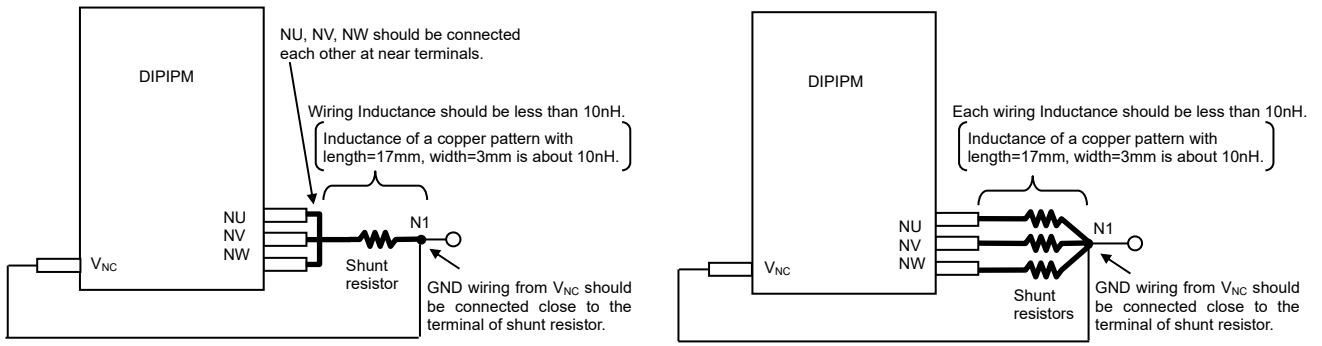 NU, NV, NW should be connected
each other at near terminals.
DIPIPM
Wiring Inductance should be less than 10nH.
Inductance of a copper pattern with
length=17mm, width=3mm is about 10nH.
NU
NV
NW
N1
VNC
Shunt
resistor
GND wiring from VNC should
be connected close to the
terminal of shunt resistor.
DIPIPM
Each wiring Inductance should be less than 10nH.
Inductance of a copper pattern with
length=17mm, width=3mm is about 10nH.
NU
NV
NW
N1
VNC
Shunt
resistors
GND wiring from VNC should
be connected close to the
terminal of shunt resistor.